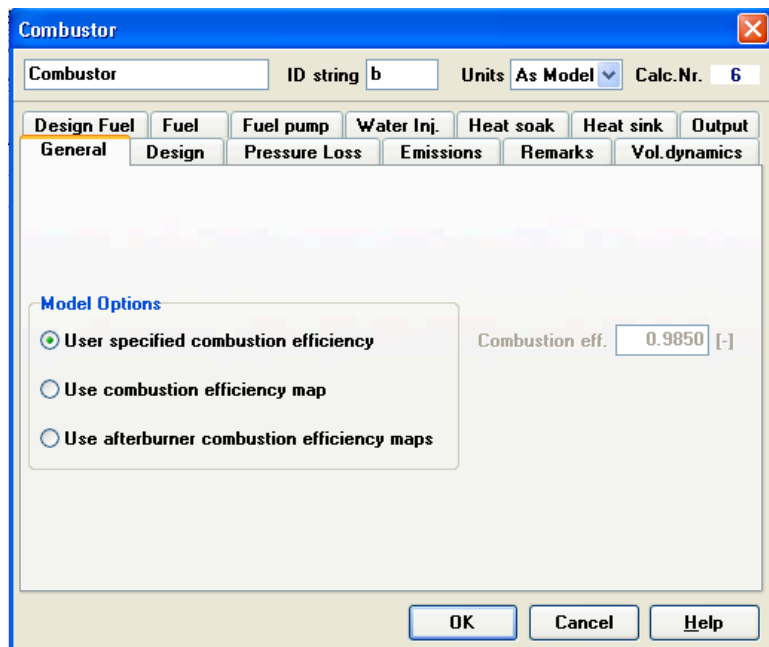 Combustor
Combustor ID string b Units As Model Calc.Nr. 6
Design Fuel Fuel Fuel pump Water Inj. Heat soak Heat sink Output
General Design Pressure Loss Emissions Remarks Vol.dynamics
Model Options
User specified combustion efficiency Combustion eff. 0.9850 [-]
Use combustion efficiency map
Use afterburner combustion efficiency maps
OK Cancel Help